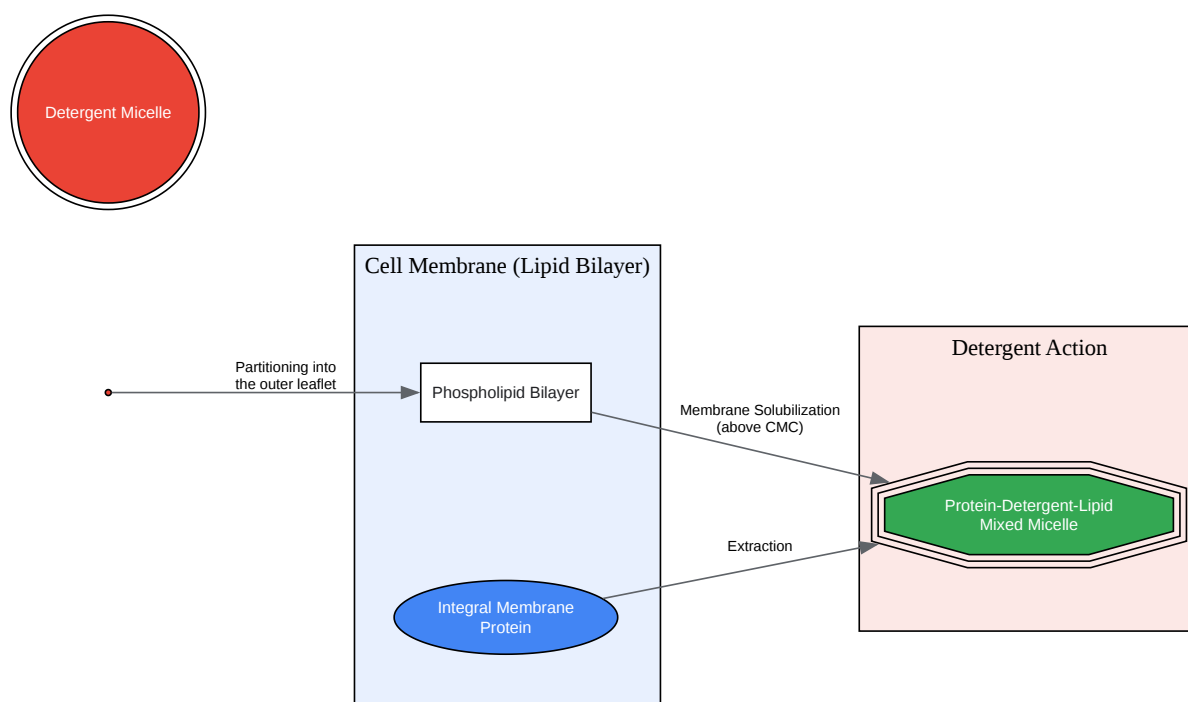 Detergent Micelle
Cell Membrane (Lipid Bilayer)
Partitioning into
the outer leaflet
Phospholipid Bilayer
Membrane Solubilization
(above CMC)
Detergent Action
Protein-Detergent-Lipid
Mixed Micelle
Extraction
Integral Membrane
Protein